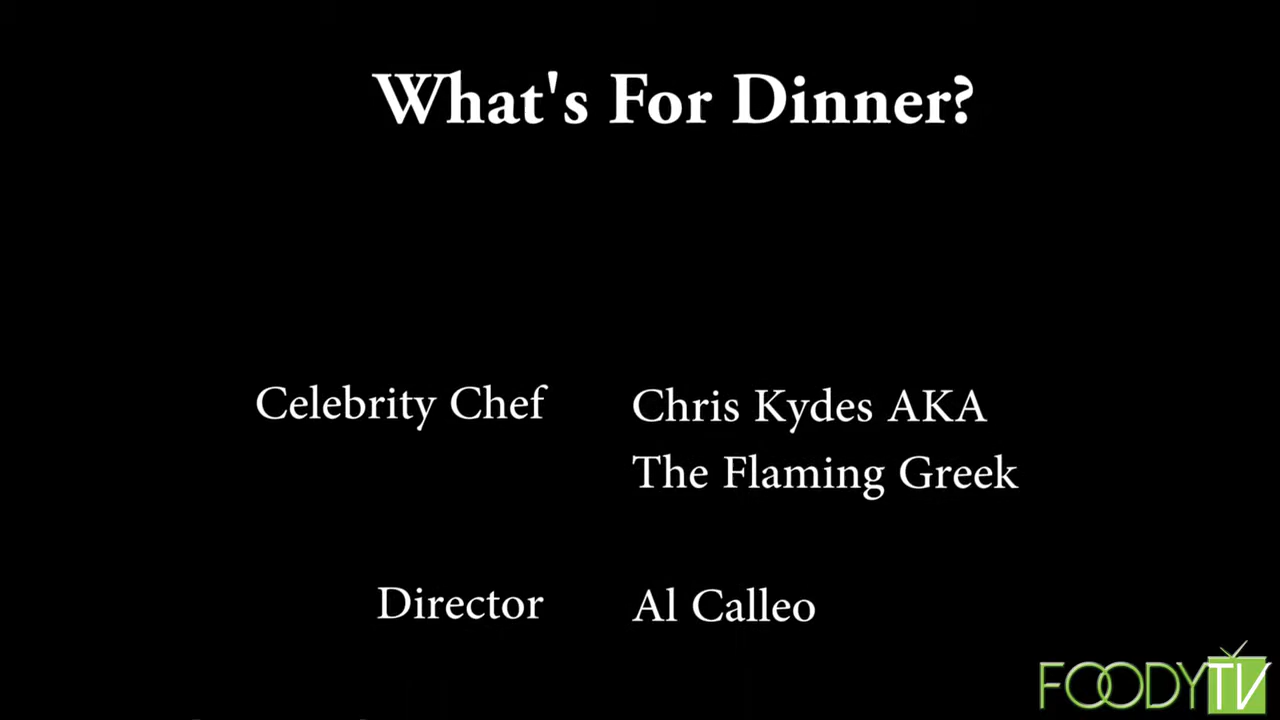 What's For Dinner?
Celebrity Chef Chris Kydes AKA
The Flaming Greek
Director Al Calleo
FOODYTV